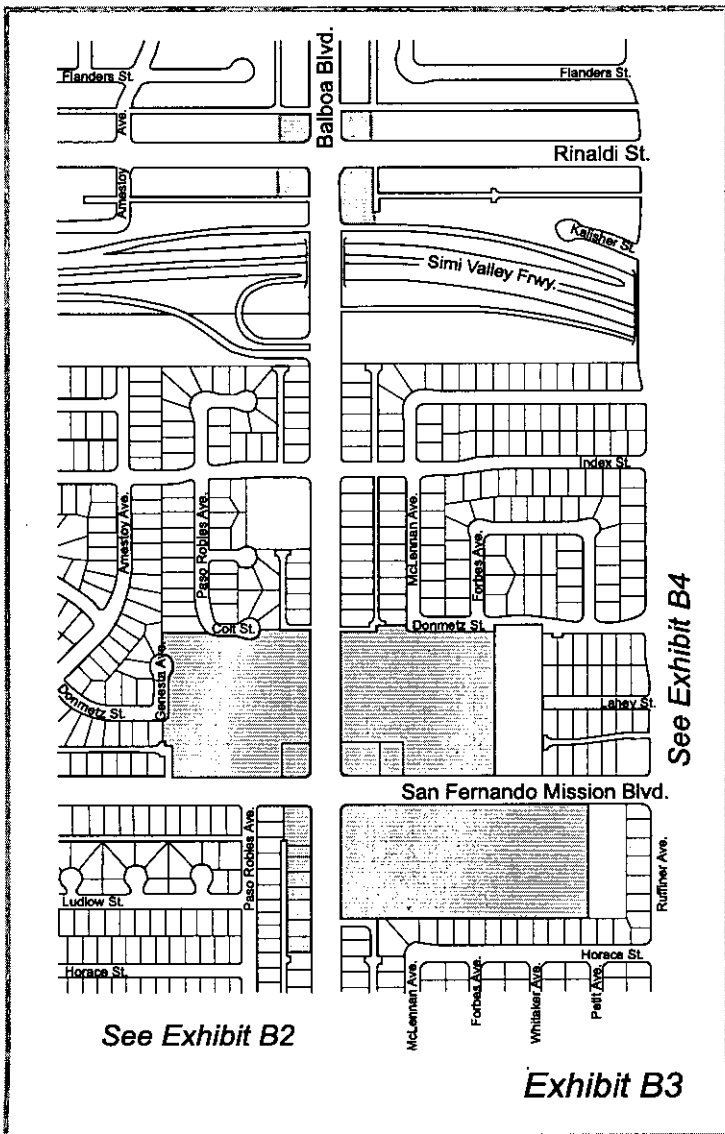 Balboa Blvd.
Flanders St.
Flanders St.
Amestoy Ave.
Rinaldi St.
Kalisher St.
Simi Valley Frwy.
Index St.
Amestoy Ave.
Paso Robles Ave.
McLennan Ave.
Forbes Ave.
See Exhibit B4
Colt St.
Donmetz St.
Genesta Ave.
Donmetz St.
Lahey St.
San Fernando Mission Blvd.
Paso Robles Ave.
Ruffiner Ave.
Ludlow St.
Horace St.
Horace St.
McLennan Ave.
Forbes Ave.
Whitaker Ave.
Petit Ave.
See Exhibit B2
Exhibit B3